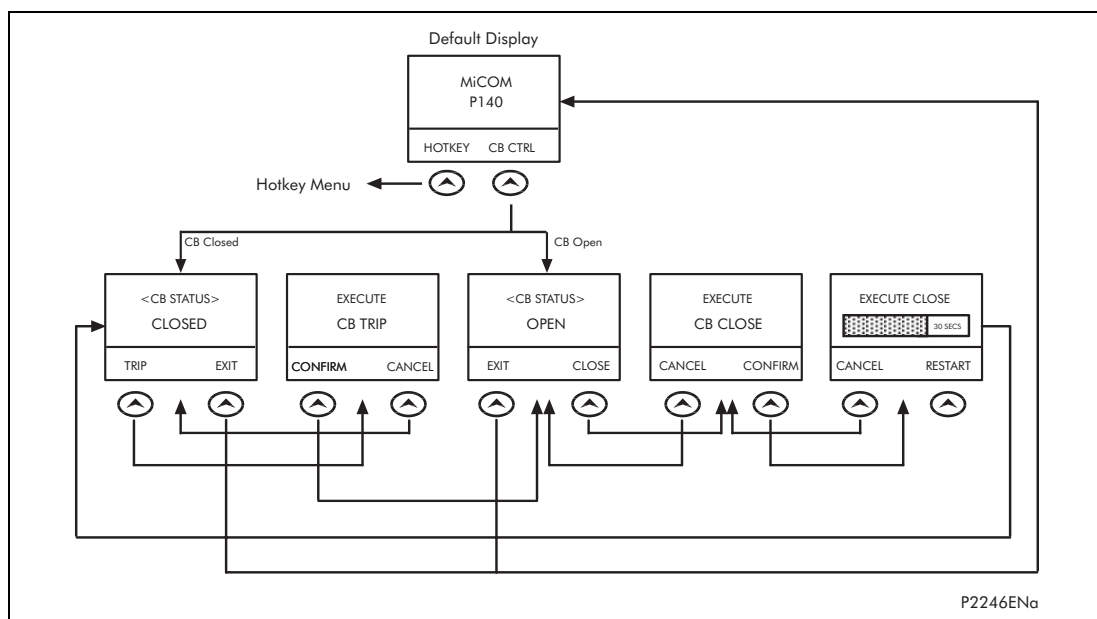 Default Display
MiCOM
P140
HOTKEY CB CTRL
Hotkey Menu
CB Closed
CB Open
<CB STATUS>
CLOSED
TRIP EXIT
EXECUTE
CB TRIP
CONFIRM CANCEL
<CB STATUS>
OPEN
EXIT CLOSE
EXECUTE
CB CLOSE
CANCEL CONFIRM
EXECUTE CLOSE
30 SECS
CANCEL RESTART
P2246ENa